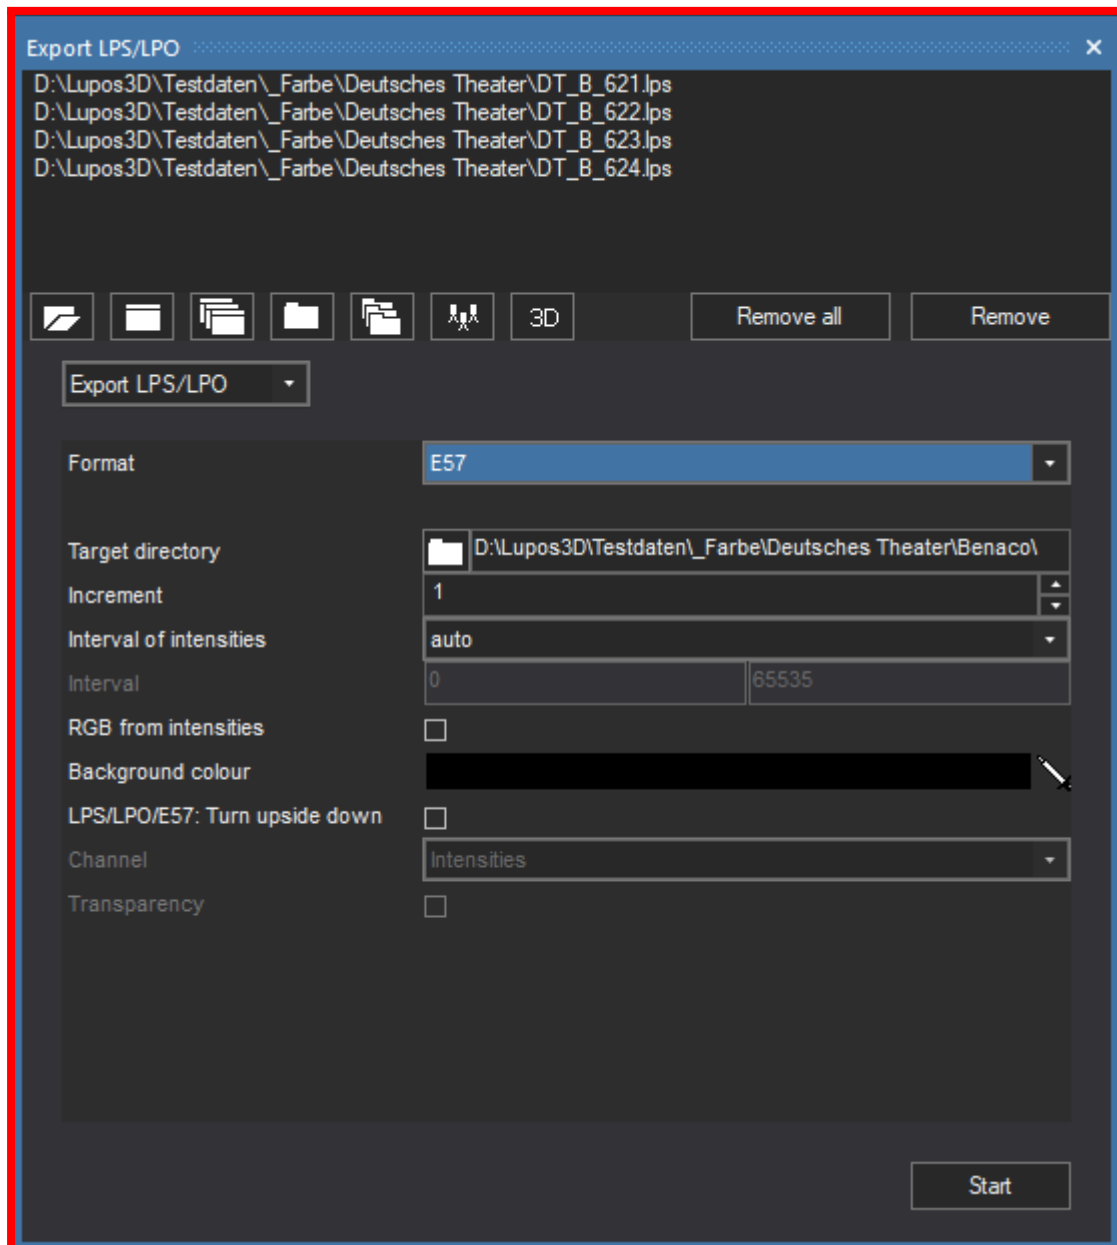 Export LPS/LPO
D:\Lupos3D\Testdaten\_Farbe\Deutsches Theater\DT_B_621.lps
D:\Lupos3D\Testdaten\_Farbe\Deutsches Theater\DT_B_622.lps
D:\Lupos3D\Testdaten\_Farbe\Deutsches Theater\DT_B_623.lps
D:\Lupos3D\Testdaten\_Farbe\Deutsches Theater\DT_B_624.lps
3D Remove all Remove
Export LPS/LPO
Format E57
Target directory D:\Lupos3D\Testdaten\_Farbe\Deutsches Theater\Benaco\
Increment 1
Interval of intensities auto
Interval 0 65535
RGB from intensities
Background colour
LPS/LPO/E57: Turn upside down
Channel Intensities
Transparency
Start